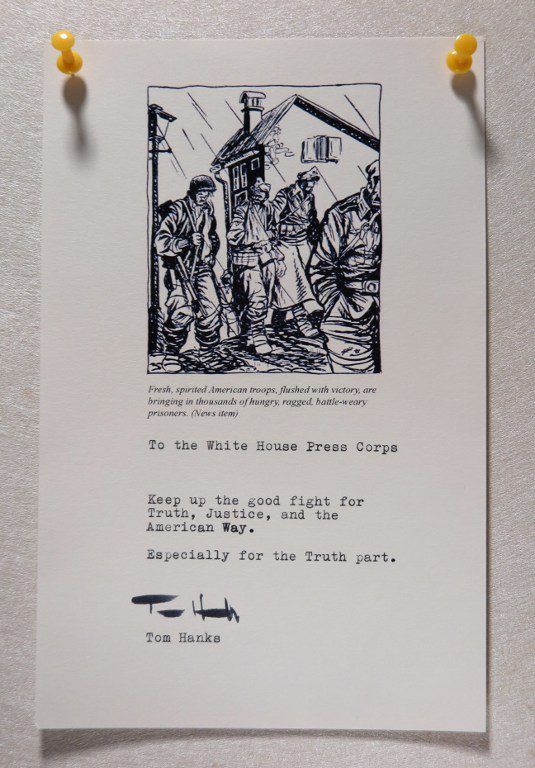 Fresh, spirited American troops, flushed with victory, are
bringing in thousands of hungry, ragged, battle-weary
prisoners. (News item)
To the White House Press Corps
Keep up the good fight for
Truth, Justice, and the
American Way.
Especially for the Truth part.
Tom Hanks
Tom Hanks